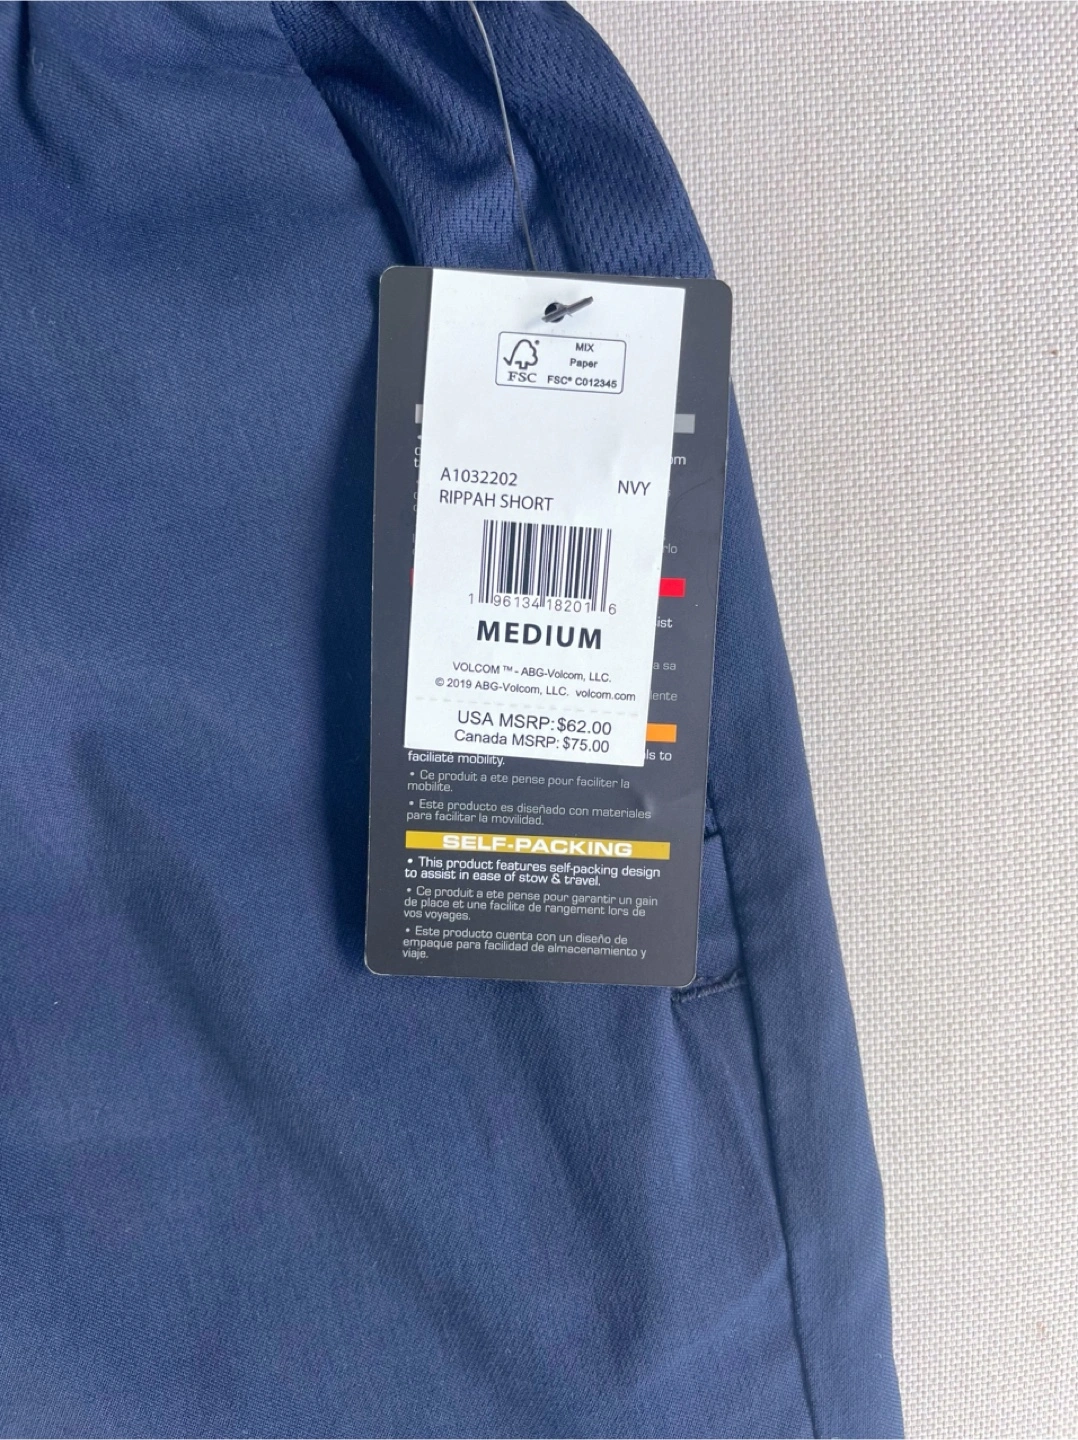 MIX
Paper
FSC
FSC® C012345
A1032202
NVY
RIPPAH SHORT
1 96134 18201 6
MEDIUM
VOLCOM ™ - ABG-Volcom, LLC.
© 2019 ABG-Volcom, LLC. volcom.com
USA MSRP: $62.00
Canada MSRP: $75.00
ls to
faciliate mobility.
• Ce produit a ete pense pour faciliter la
mobilite.
• Este producto es diseñado con materiales
para facilitar la movilidad.
SELF-PACKING
• This product features self-packing design
to assist in ease of stow & travel.
• Ce produit a ete pense pour garantir un gain
de place et une facilite de rangement lors de
vos voyages.
• Este producto cuenta con un diseño de
empaque para facilidad de almacenamiento y
viaje.